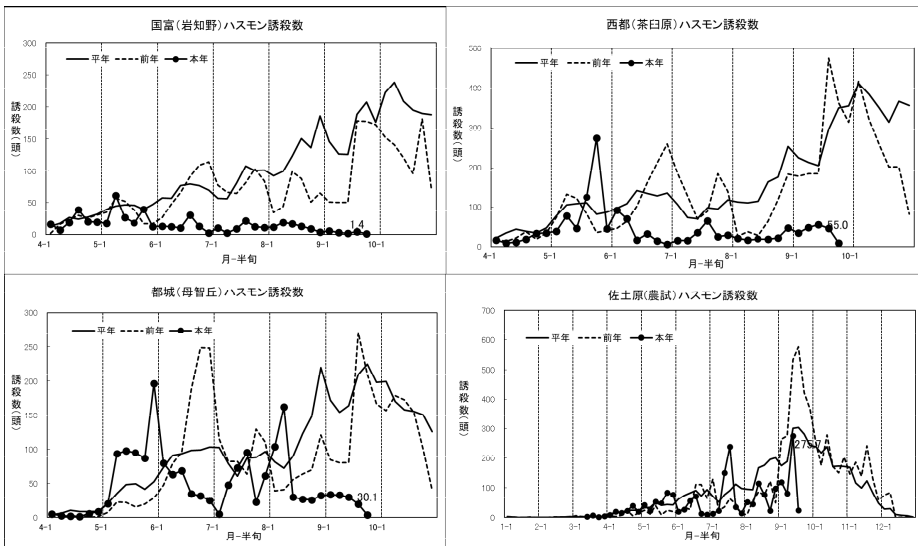 国富(岩知野)ハスモン誘殺数
平年 前年 本年
誘殺数(頭)
300
250
200
150
100
50
0
1.4
4-1 5-1 6-1 7-1 8-1 9-1 10-1
月-半旬
西都(茶臼原)ハスモン誘殺数
平年 前年 本年
誘殺数(頭)
500
400
300
200
100
0
55.0
4-1 5-1 6-1 7-1 8-1 9-1 10-1
月-半旬
都城(母智丘)ハスモン誘殺数
平年 前年 本年
誘殺数(頭)
300
250
200
150
100
50
0
30.1
4-1 5-1 6-1 7-1 8-1 9-1 10-1
月-半旬
佐土原(農試)ハスモン誘殺数
平年 前年 本年
誘殺数(頭)
700
600
500
400
300
200
100
0
275.7
1-1 2-1 3-1 4-1 5-1 6-1 7-1 8-1 9-1 10-1 11-1 12-1
月-半旬